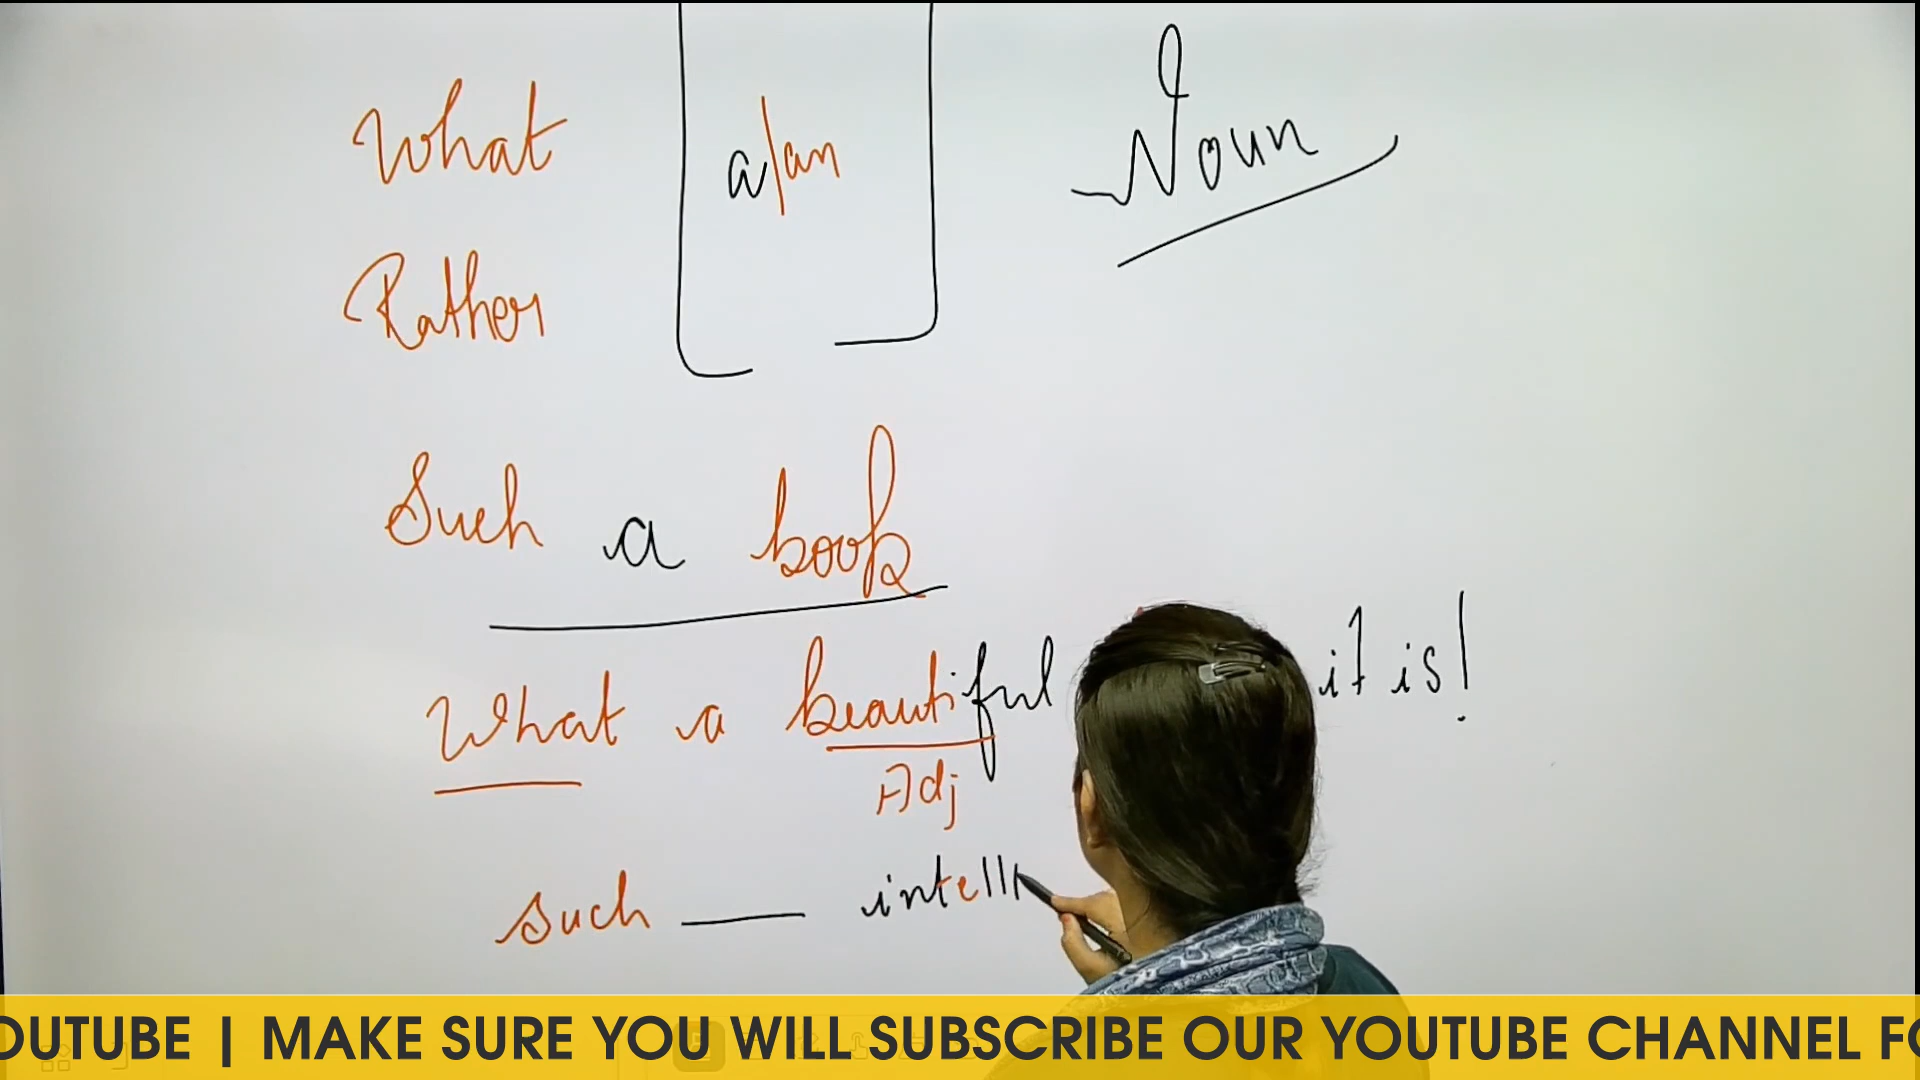 What a/an Noun
Rather
Such a book
What a beautiful it is!
Adj
such ___ intell
OUTUBE | MAKE SURE YOU WILL SUBSCRIBE OUR YOUTUBE CHANNEL FO